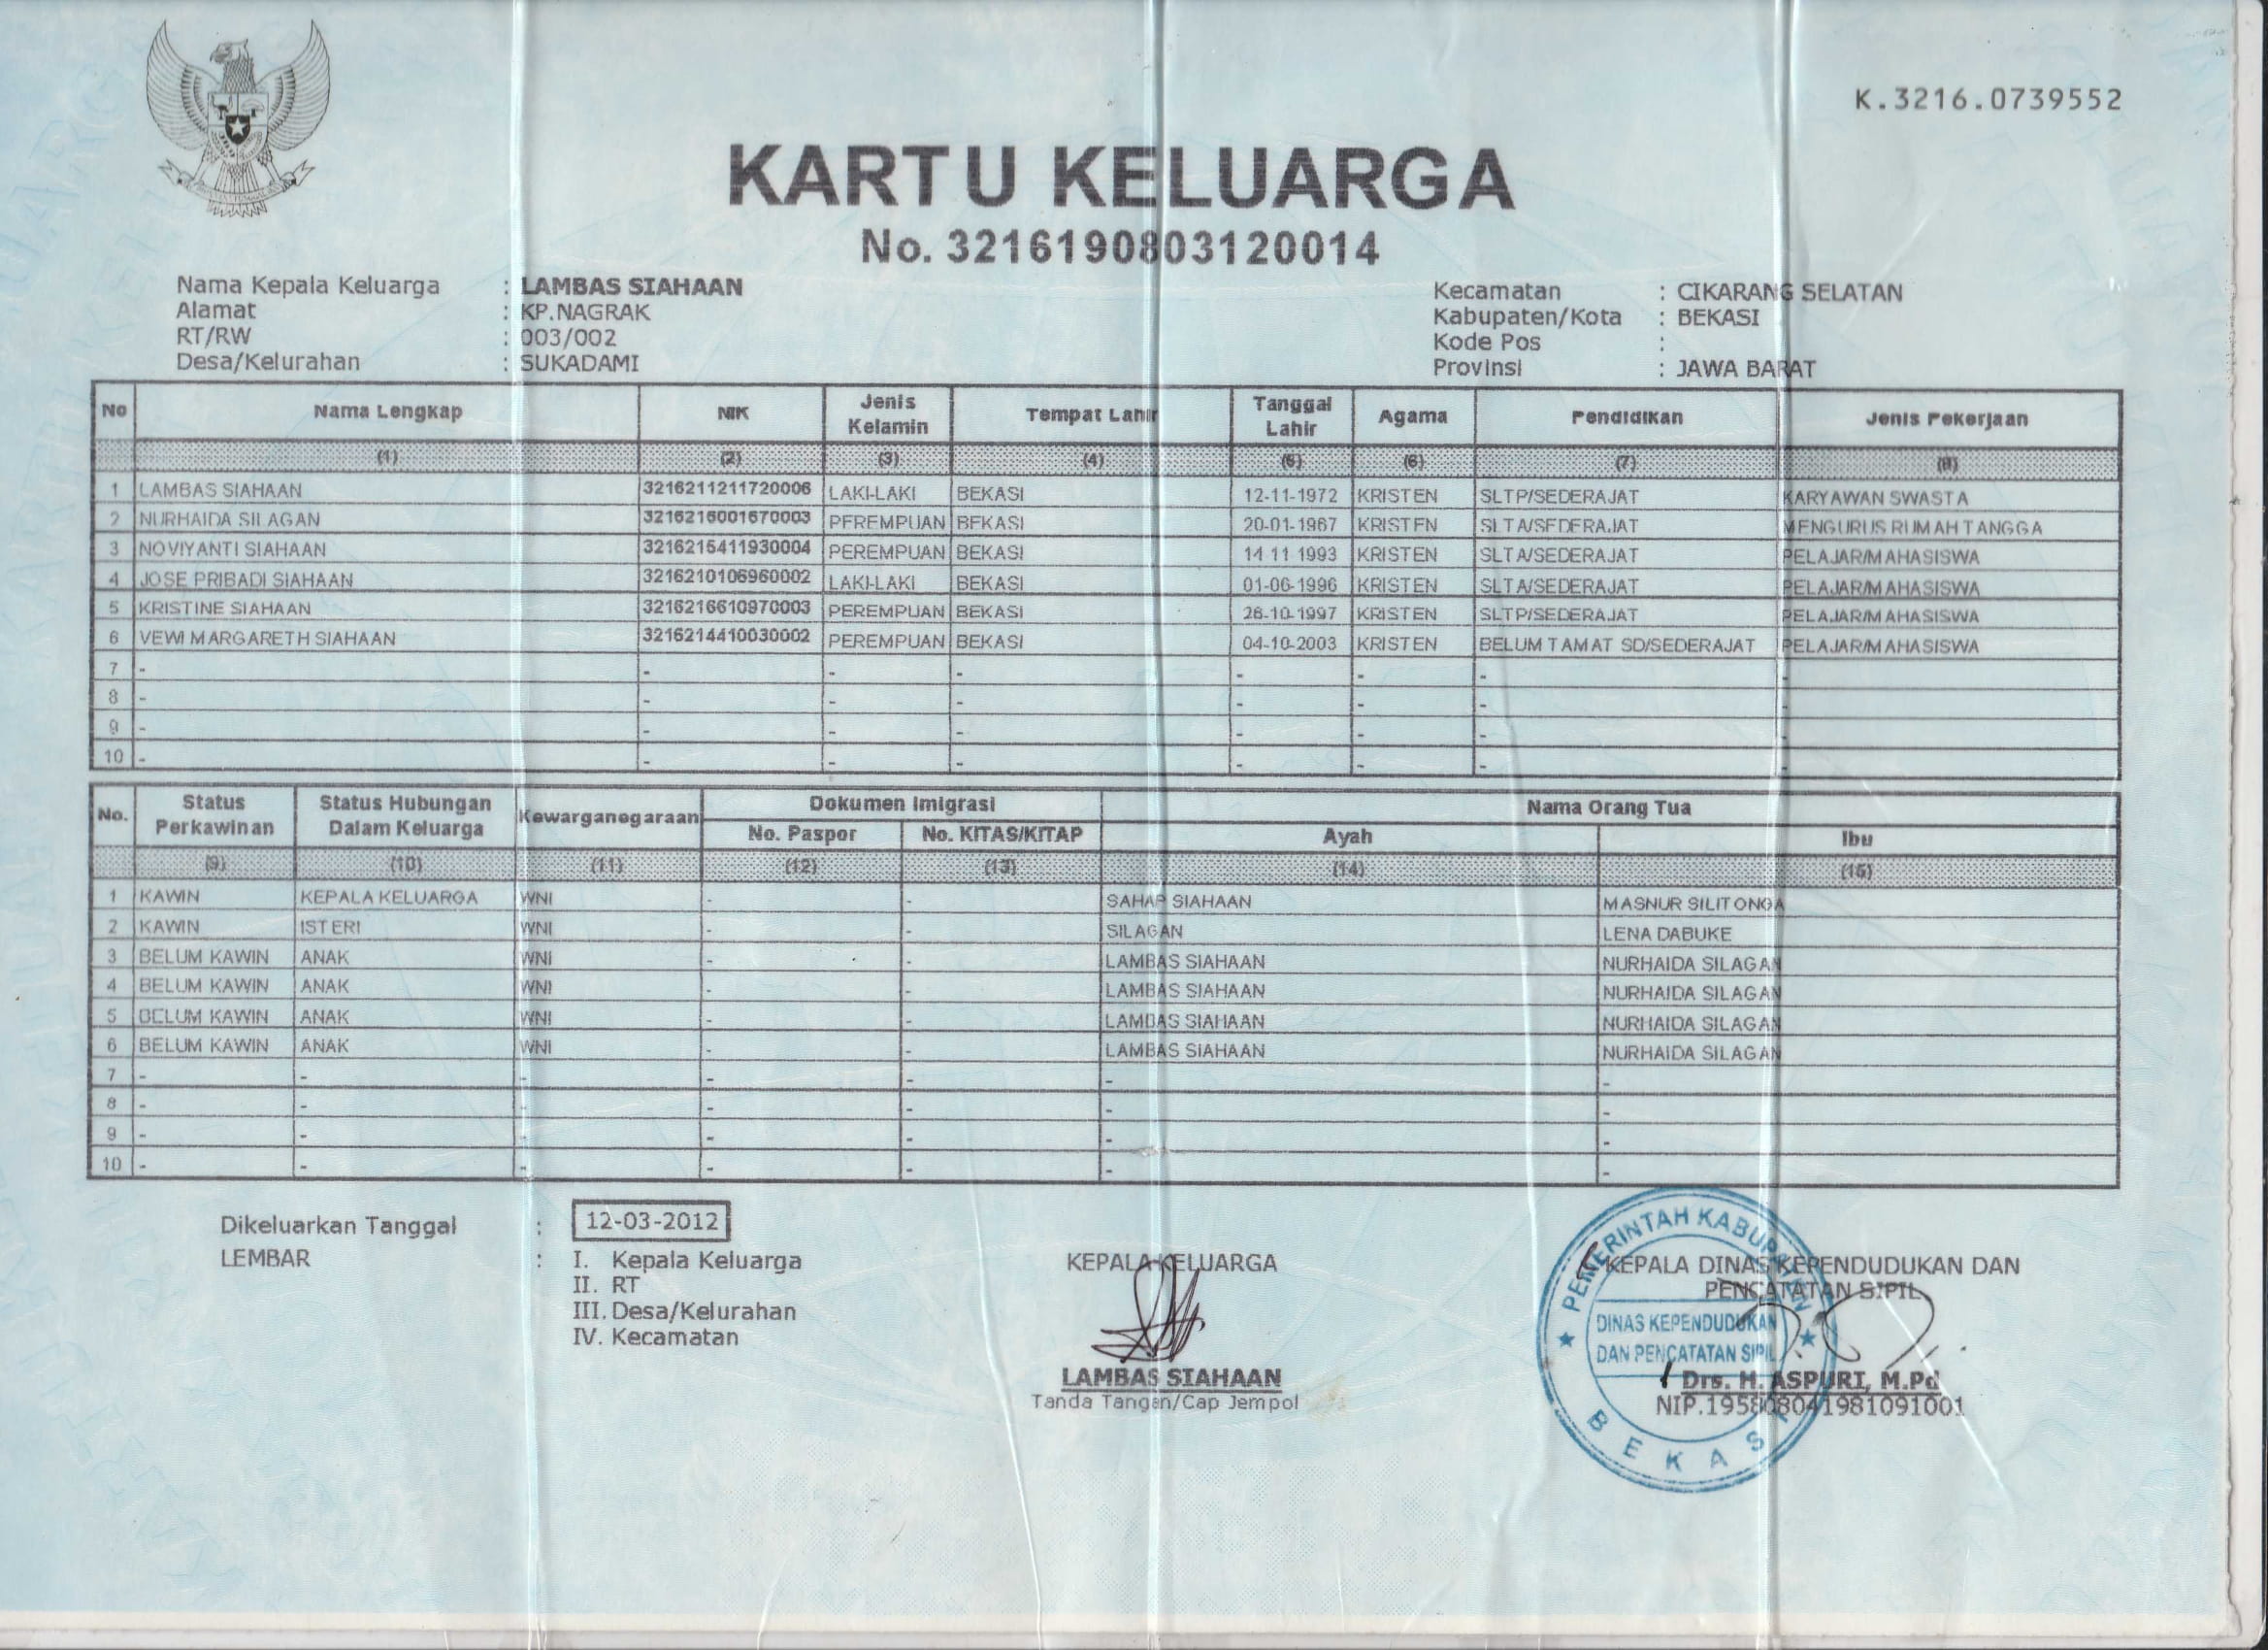 K.3216.0739552
KARTU KELUARGA
No. 3216190803120014
Nama Kepala Keluarga : LAMBAS SIAHAAN
Alamat : KP.NAGRAK
RT/RW : 003/002
Desa/Kelurahan : SUKADAMI
Kecamatan : CIKARANG SELATAN
Kabupaten/Kota : BEKASI
Kode Pos :
Provinsi : JAWA BARAT
No Nama Lengkap NIK Jenis Kelamin Tempat Lahir Tanggal Lahir Agama Pendidikan Jenis Pekerjaan
(1) (2) (3) (4) (5) (6) (7) (8)
1 LAMBAS SIAHAAN 3216211211720006 LAKI-LAKI BEKASI 12-11-1972 KRISTEN SLTP/SEDERAJAT KARYAWAN SWASTA
2 NURHAIDA SILAGAN 3216216001670003 PEREMPUAN BEKASI 20-01-1967 KRISTEN SLTA/SEDERAJAT MENGURUS RUMAH TANGGA
3 NOVIYANTI SIAHAAN 3216215411930004 PEREMPUAN BEKASI 14-11-1993 KRISTEN SLTA/SEDERAJAT PELAJAR/MAHASISWA
4 JOSE PRIBADI SIAHAAN 3216210106960002 LAKI-LAKI BEKASI 01-06-1996 KRISTEN SLTA/SEDERAJAT PELAJAR/MAHASISWA
5 KRISTINE SIAHAAN 3216216610970003 PEREMPUAN BEKASI 26-10-1997 KRISTEN SLTP/SEDERAJAT PELAJAR/MAHASISWA
6 VEWI MARGARETH SIAHAAN 3216214410030002 PEREMPUAN BEKASI 04-10-2003 KRISTEN BELUM TAMAT SD/SEDERAJAT PELAJAR/MAHASISWA
7 - - - - - - - -
8 - - - - - - - -
9 - - - - - - - -
10 - - - - - - - -
No. Status Perkawinan Status Hubungan Dalam Keluarga Kewarganegaraan Dokumen Imigrasi Nama Orang Tua
No. Paspor No. KITAS/KITAP Ayah Ibu
(9) (10) (11) (12) (13) (14) (15)
1 KAWIN KEPALA KELUARGA WNI - - SAHAP SIAHAAN MASNUR SILITONGA
2 KAWIN ISTERI WNI - - SILAGAN LENA DABUKE
3 BELUM KAWIN ANAK WNI - - LAMBAS SIAHAAN NURHAIDA SILAGAN
4 BELUM KAWIN ANAK WNI - - LAMBAS SIAHAAN NURHAIDA SILAGAN
5 BELUM KAWIN ANAK WNI - - LAMBAS SIAHAAN NURHAIDA SILAGAN
6 BELUM KAWIN ANAK WNI - - LAMBAS SIAHAAN NURHAIDA SILAGAN
7 - - - - - - -
8 - - - - - - -
9 - - - - - - -
10 - - - - - - -
Dikeluarkan Tanggal : 12-03-2012
LEMBAR : I. Kepala Keluarga
II. RT
III. Desa/Kelurahan
IV. Kecamatan
KEPALA KELUARGA
LAMBAS SIAHAAN
Tanda Tangan/Cap Jempol
KEPALA DINAS KEPENDUDUKAN DAN
PENCATATAN SIPIL
Drs. H. ASPURI, M.Pd
NIP.195808041981091001
PEMERINTAH KABUPATEN
DINAS KEPENDUDUKAN
DAN PENCATATAN SIPIL
BEKASI